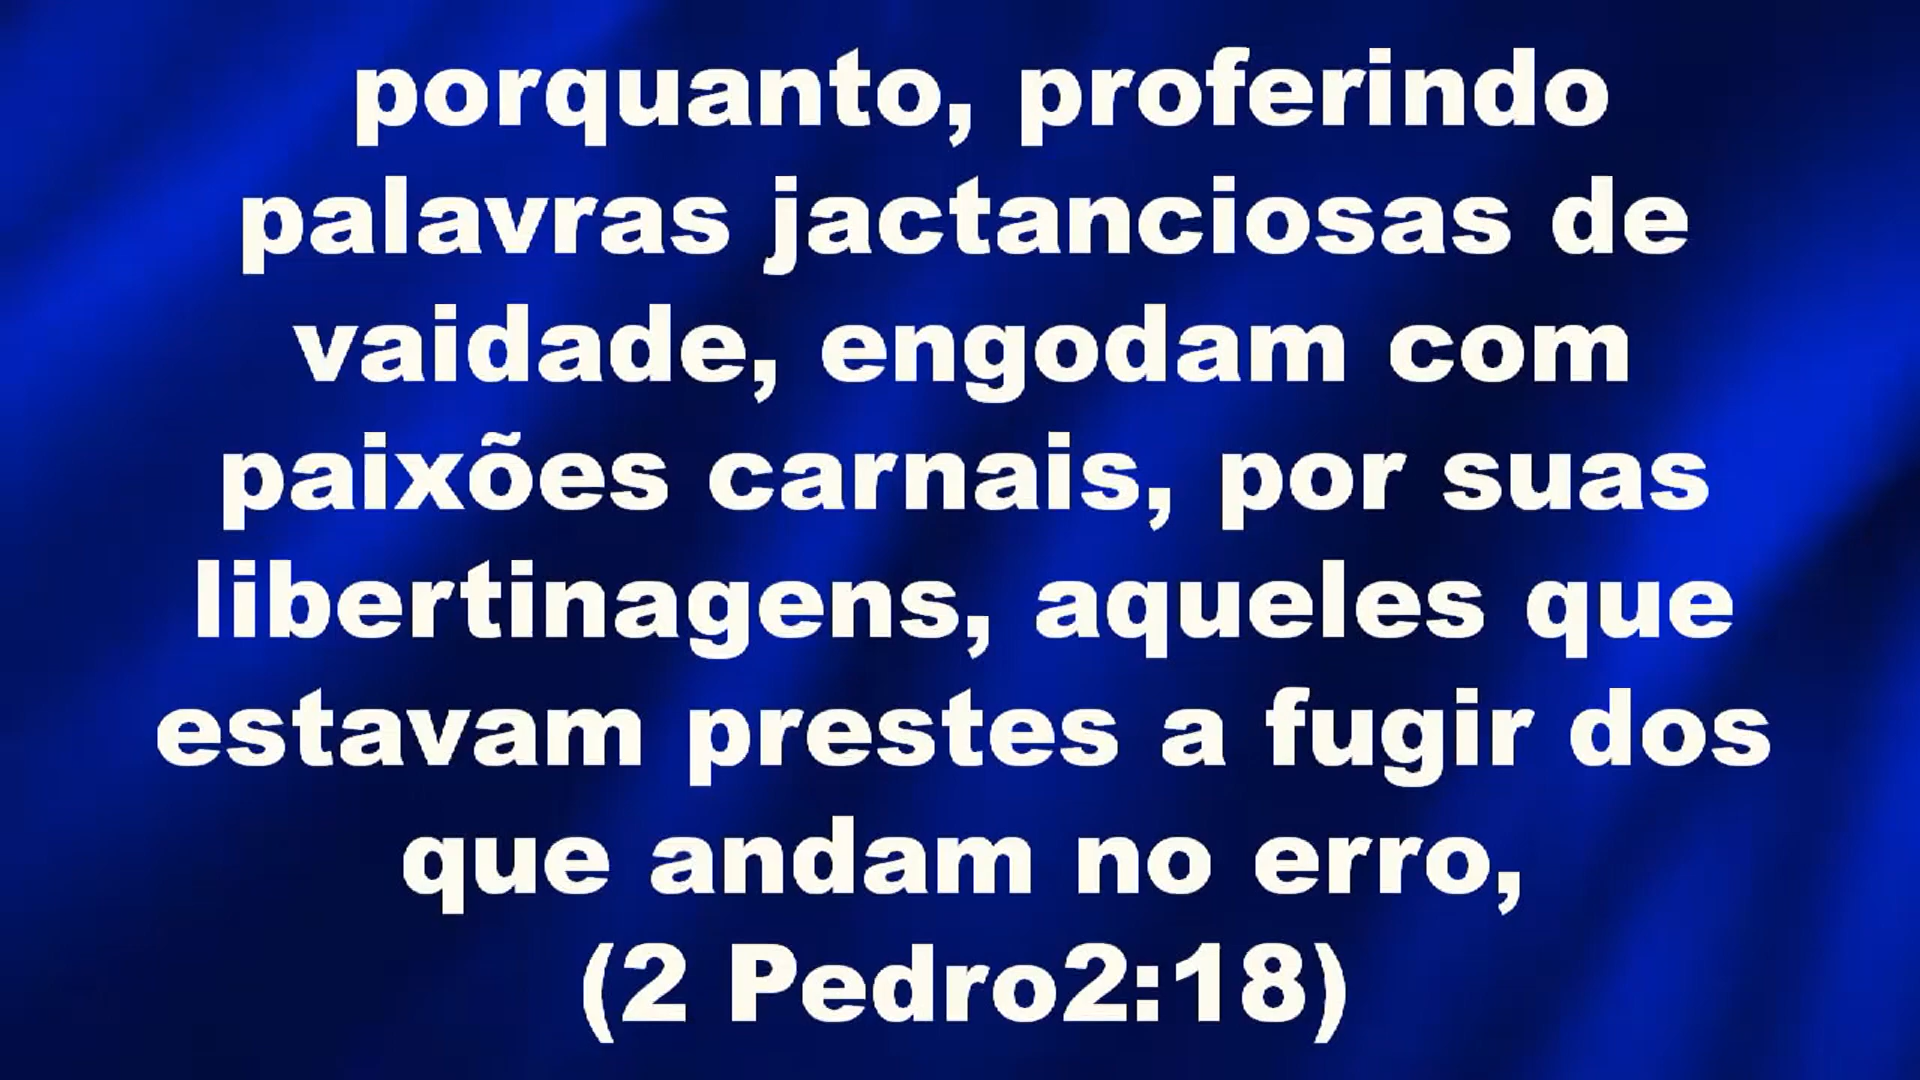 porquanto, proferindo
palavras jactanciosas de
vaidade, engodam com
paixões carnais, por suas
libertinagens, aqueles que
estavam prestes a fugir dos
que andam no erro,
(2 Pedro2:18)